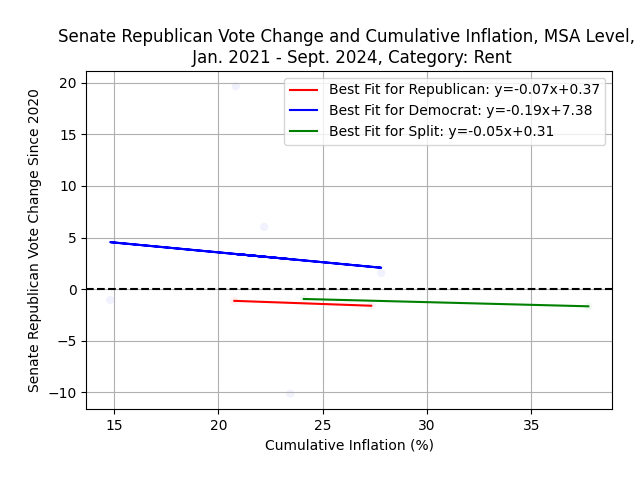 Senate Republican Vote Change and Cumulative Inflation, MSA Level,
Jan. 2021 - Sept. 2024, Category: Rent
Best Fit for Republican: y=-0.07x+0.37
Best Fit for Democrat: y=-0.19x+7.38
Best Fit for Split: y=-0.05x+0.31
Senate Republican Vote Change Since 2020
20
15
10
5
0
−5
−10
15
20
25
30
35
Cumulative Inflation (%)